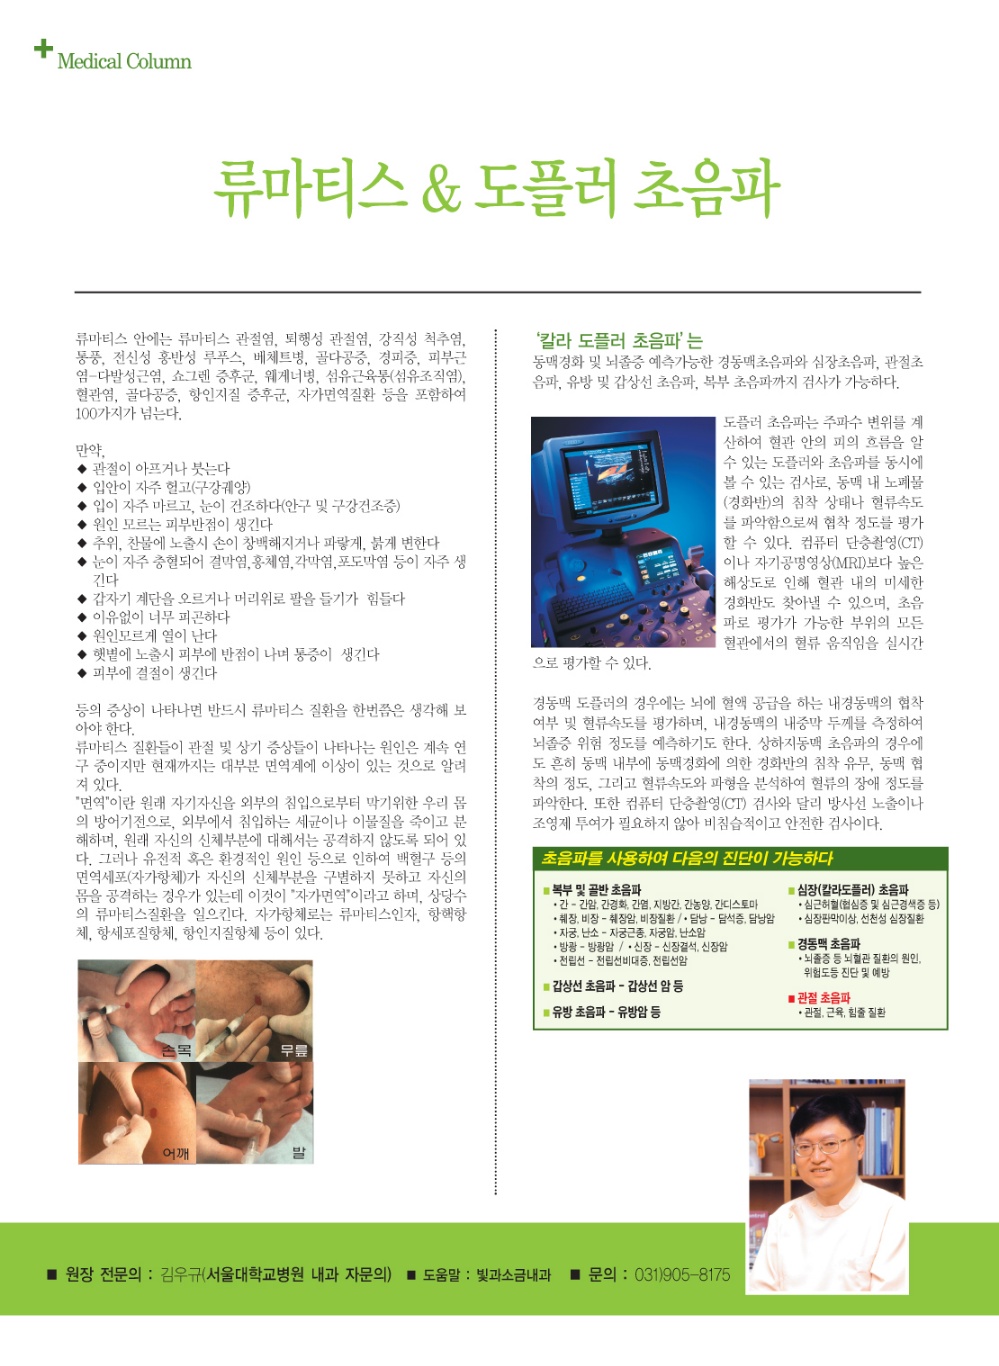 Medical Column
류마티스 & 도플러 초음파
류마티스 안에는 류마티스 관절염, 퇴행성 관절염, 강직성 척추염,
통풍, 전신성 홍반성 루푸스, 베체트병, 골다공증, 경피증, 피부근
염-다발성근염, 쇼그렌 증후군, 웨게너병, 섬유근육통(섬유조직염),
혈관염, 골다공증, 항인지질 증후군, 자가면역질환 등을 포함하여
100가지가 넘는다.
만약,
◆ 관절이 아프거나 붓는다
◆ 입안이 자주 헐고(구강궤양)
◆ 입이 자주 마르고, 눈이 건조하다(안구 및 구강건조증)
◆ 원인 모르는 피부반점이 생긴다
◆ 추위, 찬물에 노출시 손이 창백해지거나 파랗게, 붉게 변한다
◆ 눈이 자주 충혈되어 결막염,홍체염,각막염,포도막염 등이 자주 생
긴다
◆ 갑자기 계단을 오르거나 머리위로 팔을 들기가 힘들다
◆ 이유없이 너무 피곤하다
◆ 원인모르게 열이 난다
◆ 햇볕에 노출시 피부에 반점이 나며 통증이 생긴다
◆ 피부에 결절이 생긴다
등의 증상이 나타나면 반드시 류마티스 질환을 한번쯤은 생각해 보
아야 한다.
류마티스 질환들이 관절 및 상기 증상들이 나타나는 원인은 계속 연
구 중이지만 현재까지는 대부분 면역계에 이상이 있는 것으로 알려
져 있다.
"면역"이란 원래 자기자신을 외부의 침입으로부터 막기위한 우리 몸
의 방어기전으로, 외부에서 침입하는 세균이나 이물질을 죽이고 분
해하며, 원래 자신의 신체부분에 대해서는 공격하지 않도록 되어 있
다. 그러나 유전적 혹은 환경적인 원인 등으로 인하여 백혈구 등의
면역세포(자가항체)가 자신의 신체부분을 구별하지 못하고 자신의
몸을 공격하는 경우가 있는데 이것이 "자가면역"이라고 하며, 상당수
의 류마티스질환을 일으킨다. 자가항체로는 류마티스인자, 항핵항
체, 항세포질항체, 항인지질항체 등이 있다.
손목
무릎
어깨
발
'칼라 도플러 초음파'는
동맥경화 및 뇌졸중 예측가능한 경동맥초음파와 심장초음파, 관절초
음파, 유방 및 갑상선 초음파, 복부 초음파까지 검사가 가능하다.
도플러 초음파는 주파수 변위를 계
산하여 혈관 안의 피의 흐름을 알
수 있는 도플러와 초음파를 동시에
볼 수 있는 검사로, 동맥 내 노폐물
(경화반)의 침착 상태나 혈류속도
를 파악함으로써 협착 정도를 평가
할 수 있다. 컴퓨터 단층촬영(CT)
이나 자기공명영상(MRI)보다 높은
해상도로 인해 혈관 내의 미세한
경화반도 찾아낼 수 있으며, 초음
파로 평가가 가능한 부위의 모든
혈관에서의 혈류 움직임을 실시간
으로 평가할 수 있다.
경동맥 도플러의 경우에는 뇌에 혈액 공급을 하는 내경동맥의 협착
여부 및 혈류속도를 평가하며, 내경동맥의 내중막 두께를 측정하여
뇌졸중 위험 정도를 예측하기도 한다. 상하지동맥 초음파의 경우에
도 흔히 동맥 내부에 동맥경화에 의한 경화반의 침착 유무, 동맥 협
착의 정도, 그리고 혈류속도와 파형을 분석하여 혈류의 장애 정도를
파악한다. 또한 컴퓨터 단층촬영(CT) 검사와 달리 방사선 노출이나
조영제 투여가 필요하지 않아 비침습적이고 안전한 검사이다.
초음파를 사용하여 다음의 진단이 가능하다
■ 복부 및 골반 초음파
• 간 - 간암, 간경화, 간염, 지방간, 간농양, 간디스토마
• 췌장, 비장 - 췌장암, 비장질환 / • 담낭 - 담석증, 담낭암
• 자궁, 난소 - 자궁근종, 자궁암, 난소암
• 방광 - 방광암 / • 신장 - 신장결석, 신장암
• 전립선 - 전립선비대증, 전립선암
■ 갑상선 초음파 - 갑상선 암 등
■ 유방 초음파 - 유방암 등
■ 심장(칼라도플러) 초음파
• 심근허혈(협심증 및 심근경색증 등)
• 심장판막이상, 선천성 심장질환
■ 경동맥 초음파
• 뇌졸중 등 뇌혈관 질환의 원인,
위험도등 진단 및 예방
■ 관절 초음파
• 관절, 근육, 힘줄 질환
■ 원장 전문의 : 김우규(서울대학교병원 내과 자문의) ■ 도움말 : 빛과소금내과 ■ 문의 : 031)905-8175